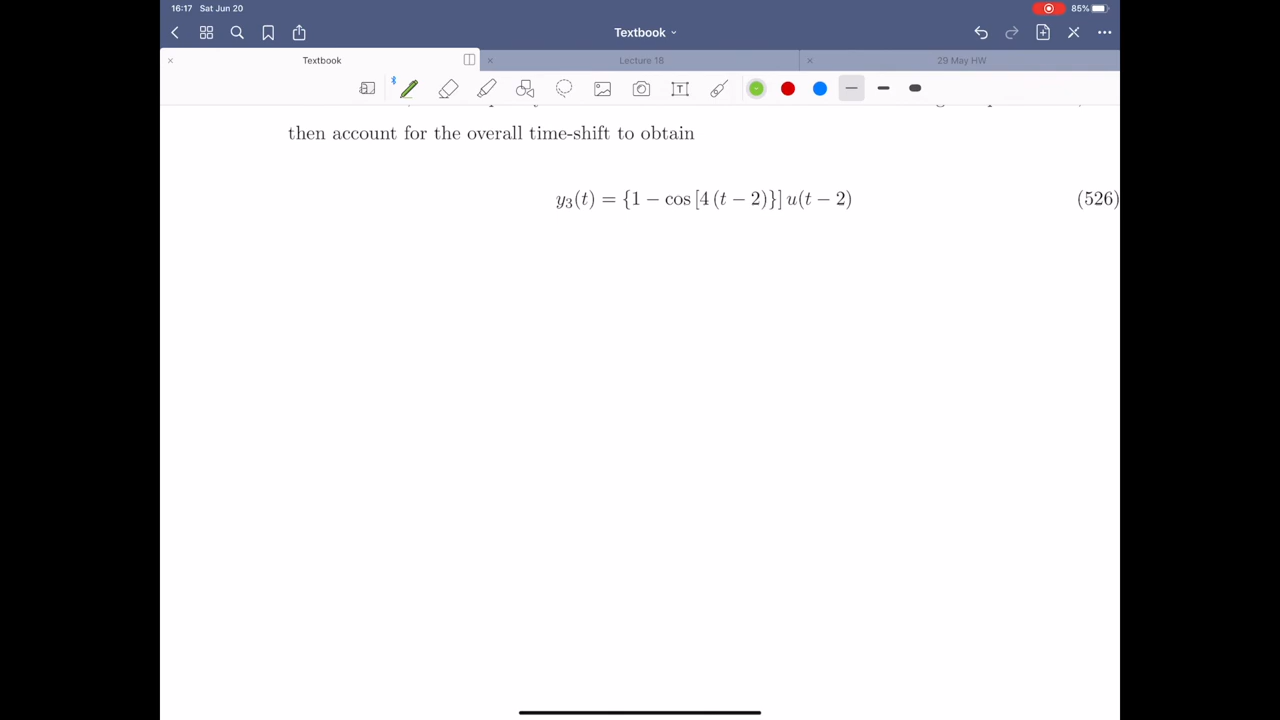 16:17 Sat Jun 20 85%
Textbook
Textbook Lecture 18 29 May HW
T
then account for the overall time-shift to obtain
y₃(t) = {1 − cos [4 (t − 2)}] u(t − 2) (526)